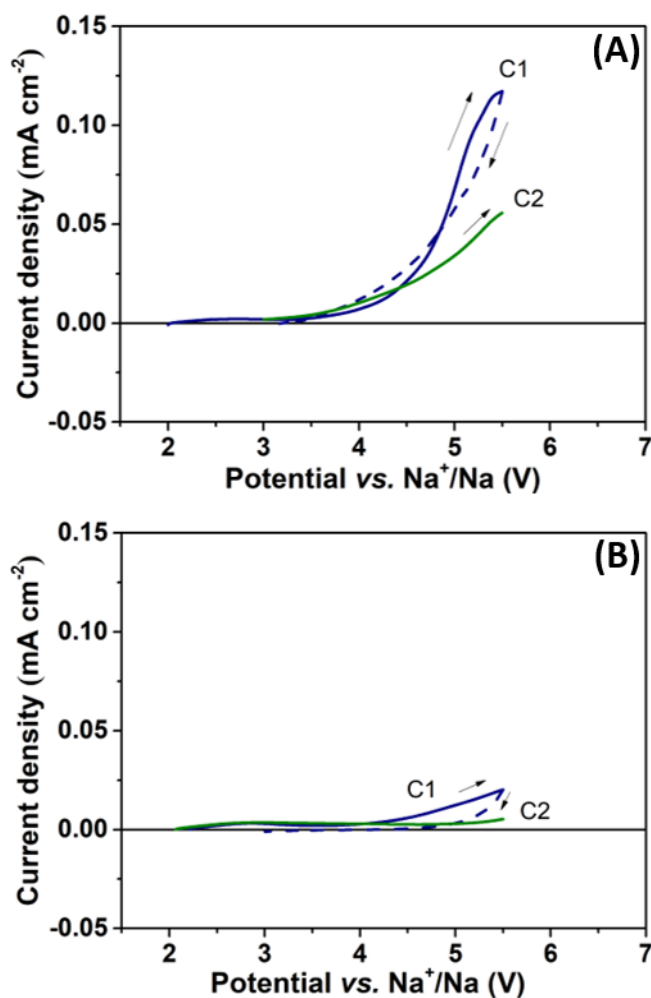 (A)
0.15
0.10
0.05
0.00
-0.05
Current density (mA cm⁻²)
C1
C2
2 3 4 5 6 7
Potential vs. Na⁺/Na (V)
(B)
0.15
0.10
0.05
0.00
-0.05
Current density (mA cm⁻²)
C1
C2
2 3 4 5 6 7
Potential vs. Na⁺/Na (V)